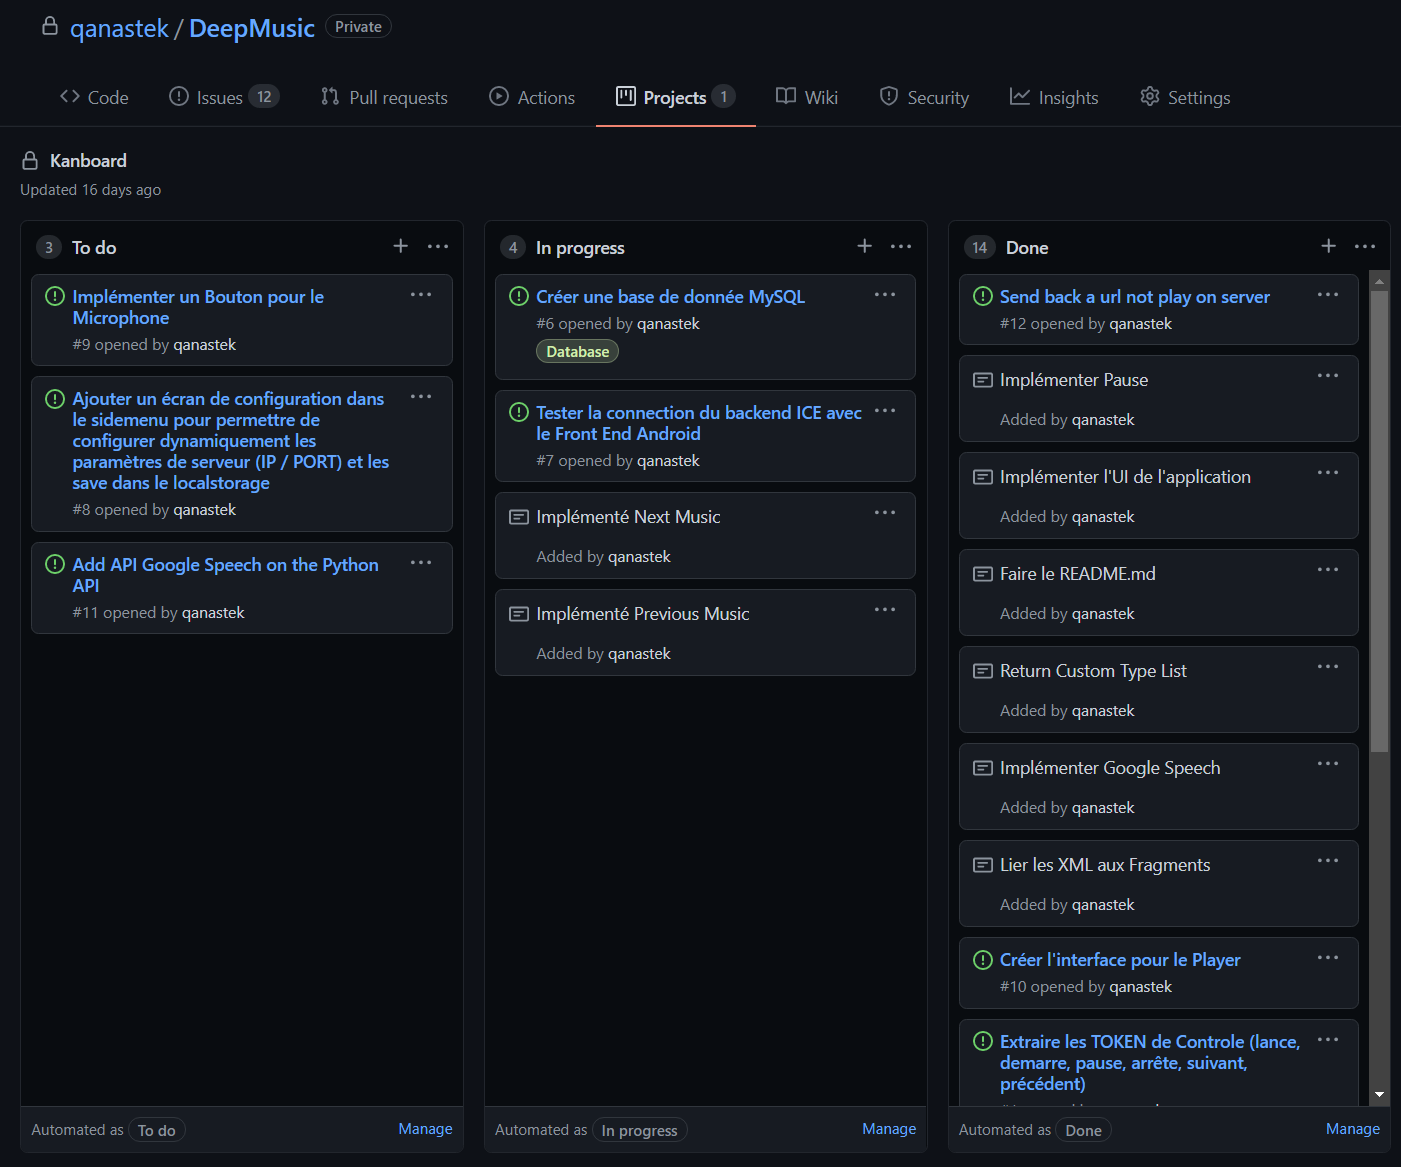 qanastek / DeepMusic Private
Code Issues 12 Pull requests Actions Projects 1 Wiki Security Insights Settings
Kanboard
Updated 16 days ago
3 To do
Implémenter un Bouton pour le
Microphone
#9 opened by qanastek
Ajouter un écran de configuration dans
le sidemenu pour permettre de
configurer dynamiquement les
paramètres de serveur (IP / PORT) et les
save dans le localstorage
#8 opened by qanastek
Add API Google Speech on the Python
API
#11 opened by qanastek
Automated as To do Manage
4 In progress
Créer une base de donnée MySQL
#6 opened by qanastek
Database
Tester la connection du backend ICE avec
le Front End Android
#7 opened by qanastek
Implémenté Next Music
Added by qanastek
Implémenté Previous Music
Added by qanastek
Automated as In progress Manage
14 Done
Send back a url not play on server
#12 opened by qanastek
Implémenter Pause
Added by qanastek
Implémenter l'UI de l'application
Added by qanastek
Faire le README.md
Added by qanastek
Return Custom Type List
Added by qanastek
Implémenter Google Speech
Added by qanastek
Lier les XML aux Fragments
Added by qanastek
Créer l'interface pour le Player
#10 opened by qanastek
Extraire les TOKEN de Controle (lance,
demarre, pause, arrête, suivant,
précédent)
Automated as Done Manage